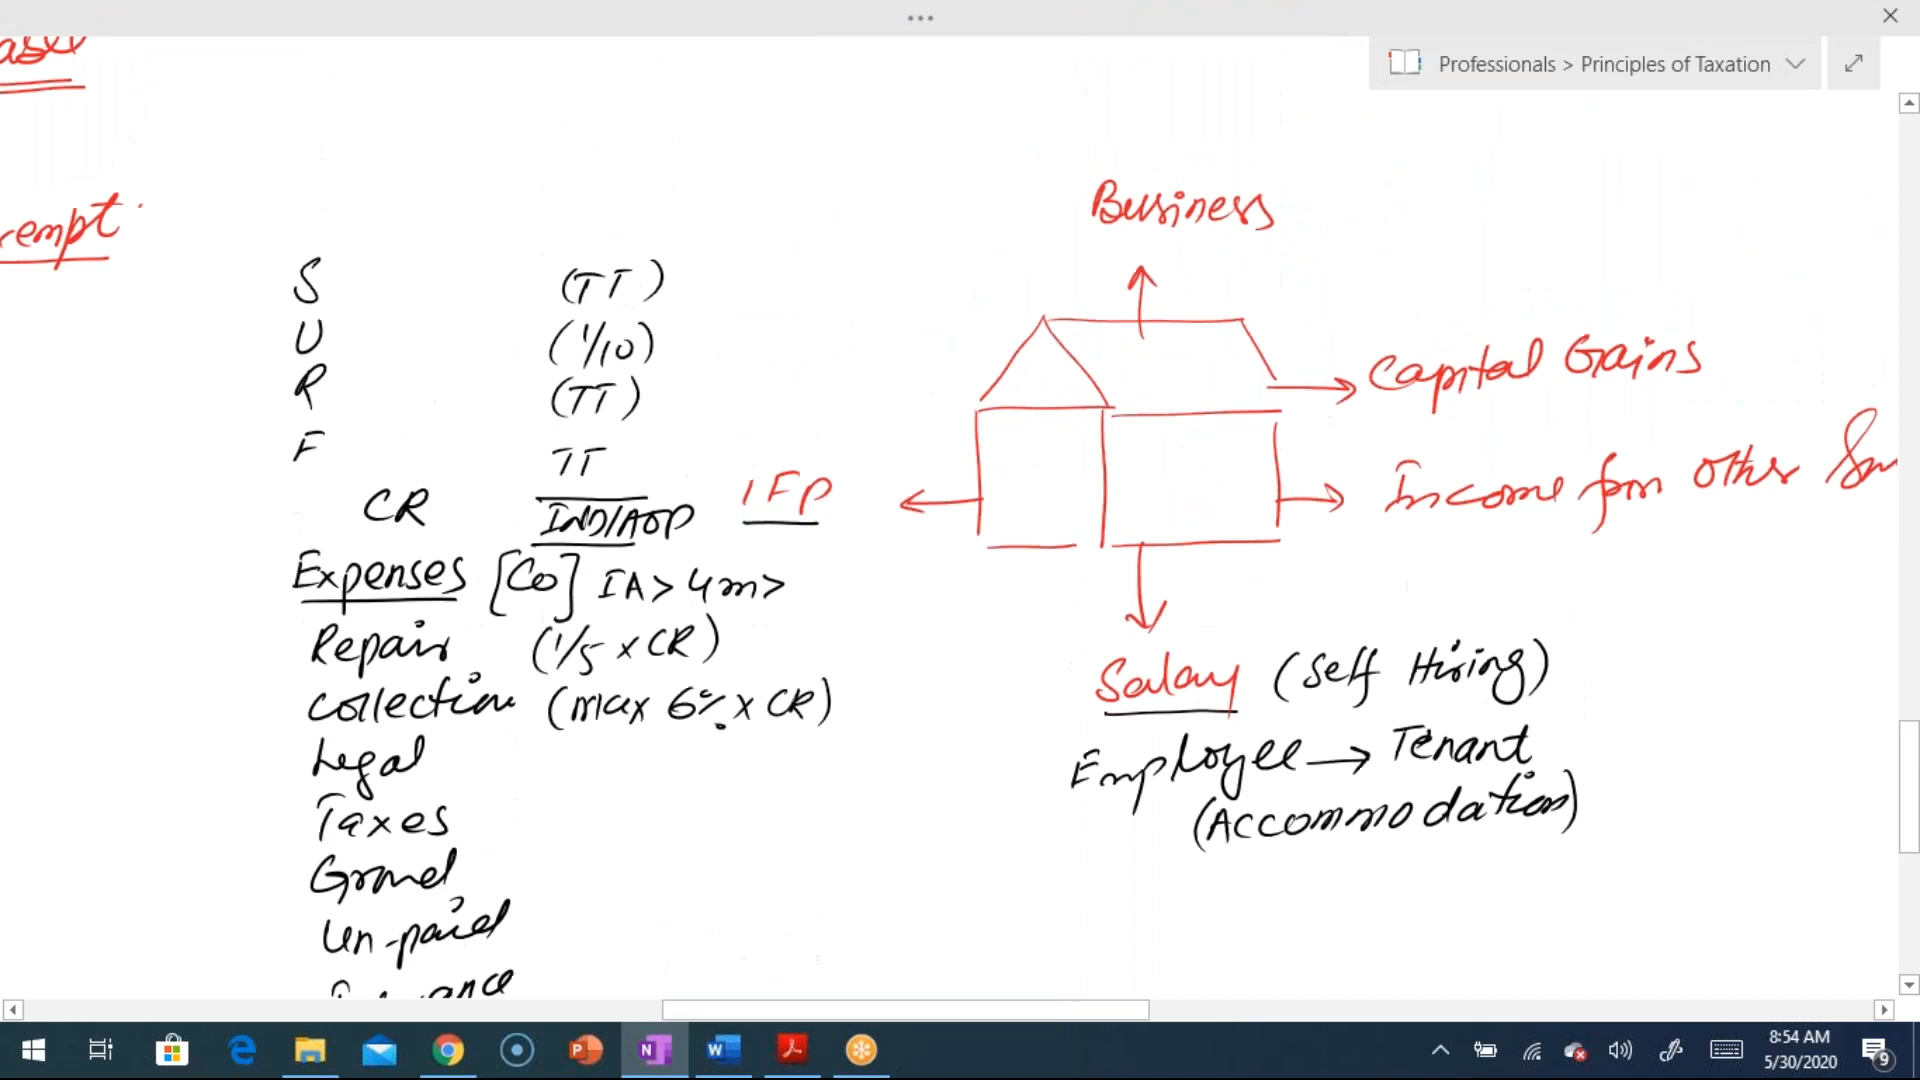 Professionals > Principles of Taxation
rempt
S (TT)
U (1/10)
R (TT)
F TT
CR IND/AOP
Expenses [Co] IA > 4m >
Repair (1/5 x CR)
Collection (max 6% x CR)
Legal
Taxes
Ground
Un-paid
IFP
Business
Capital Gains
Income from Other
Salary (Self Hiring)
Employee → Tenant
(Accommodation)
8:54 AM
5/30/2020
9